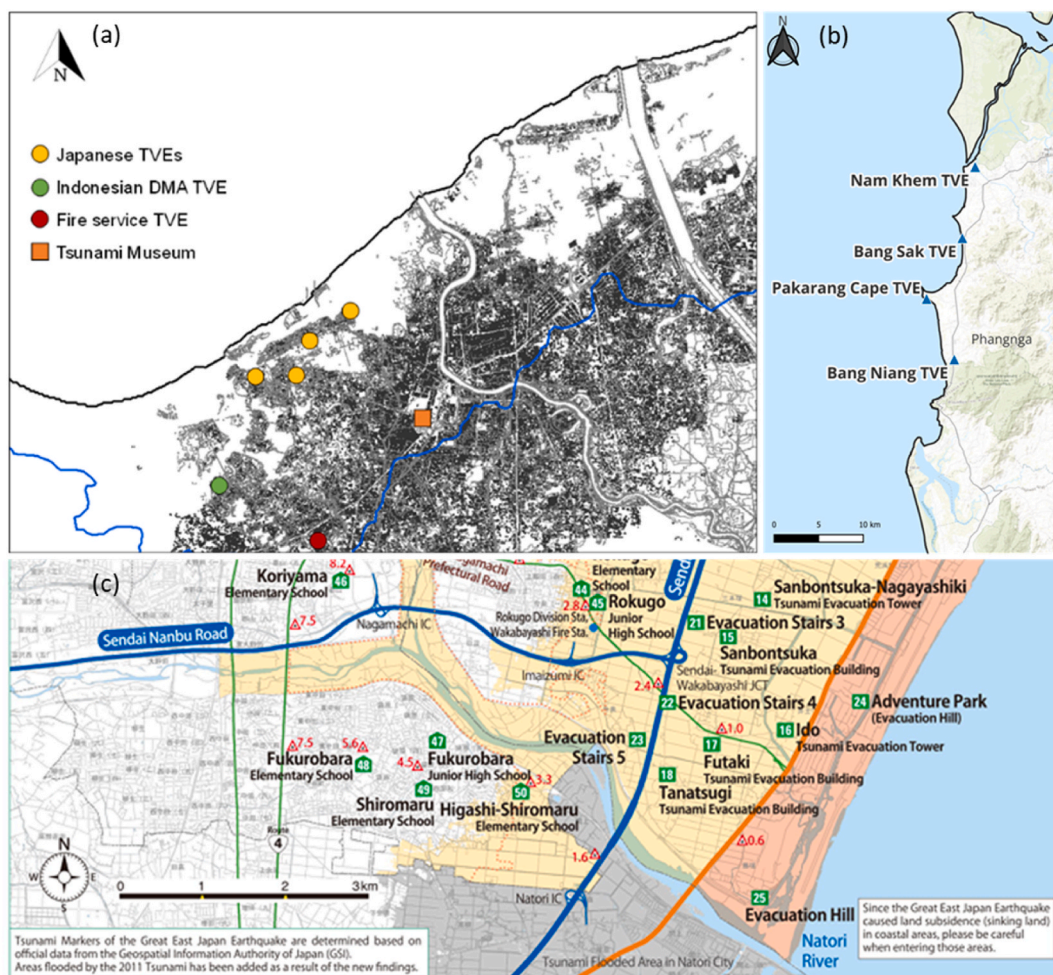 (a)
N
Japanese TVEs
Indonesian DMA TVE
Fire service TVE
Tsunami Museum
(b)
N
Nam Khem TVE
Bang Sak TVE
Pakarang Cape TVE
Phangnga
Bang Niang TVE
0 5 10 km
(c)
8.2
Koriyama
46
Elementary School
7.5
Sendai Nanbu Road
Nagamachi IC
Prefectural Road
Elementary
School
44
2.8
45
Rokugo
Junior
High School
Rokugo Division Sta.
Wakabayashi Fire Sta.
Imaizumi IC
2.4
Sendai-
Wakabayashi JCT
14
Sanbontsuka-Nagayashiki
Tsunami Evacuation Tower
21
Evacuation Stairs 3
15
Sanbontsuka
Tsunami Evacuation Building
22
Evacuation Stairs 4
24
Adventure Park
(Evacuation Hill)
1.0
16
Ido
Tsunami Evacuation Tower
17
Futaki
Tsunami Evacuation Building
Evacuation
Stairs 5
23
18
Tanatsugi
Tsunami Evacuation Building
7.5
5.6
Fukurobara
Elementary School
48
47
Fukurobara
Junior High School
4.5
49
Shiromaru
Elementary School
3.3
50
Higashi-Shiromaru
Elementary School
Route
4
N
W
E
S
0 1 2 3km
1.6
Natori IC
0.6
25
Evacuation Hill
Natori
River
Tsunami Flooded Area in Natori City
Tsunami Markers of the Great East Japan Earthquake are determined based on
official data from the Geospatial Information Authority of Japan (GSI).
Areas flooded by the 2011 Tsunami has been added as a result of the new findings.
Since the Great East Japan Earthquake
caused land subsidence (sinking land)
in coastal areas, please be careful
when entering those areas.